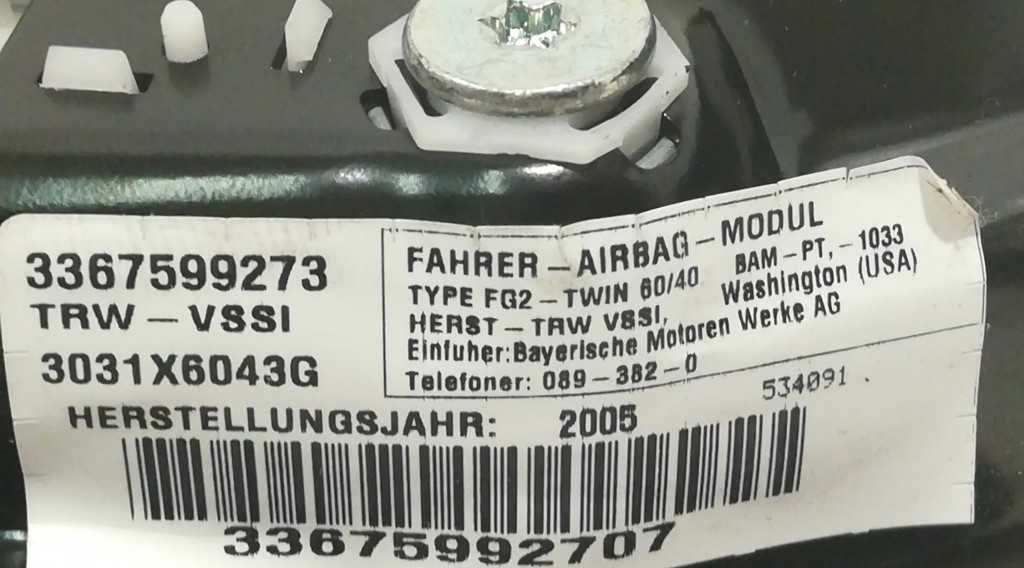 3367599273
TRW - VSSI
3031X6043G
FAHRER - AIRBAG - MODUL
TYPE FG2 - TWIN 60/40 BAM - PT, - 1033
HERST - TRW VSSI, Washington (USA)
Einfuher: Bayerische Motoren Werke AG
Telefoner: 089 - 382 - 0
534091 .
HERSTELLUNGSJAHR: 2005
33675992707